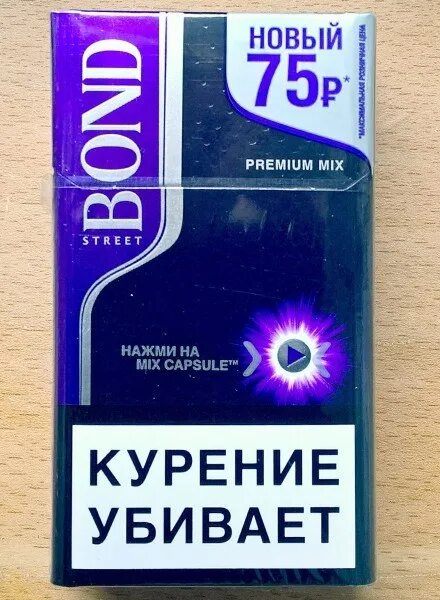 BOND
STREET
НОВЫЙ
75₽*
*МАКСИМАЛЬНАЯ РОЗНИЧНАЯ ЦЕНА
PREMIUM MIX
НАЖМИ НА
MIX CAPSULE™
КУРЕНИЕ
УБИВАЕТ